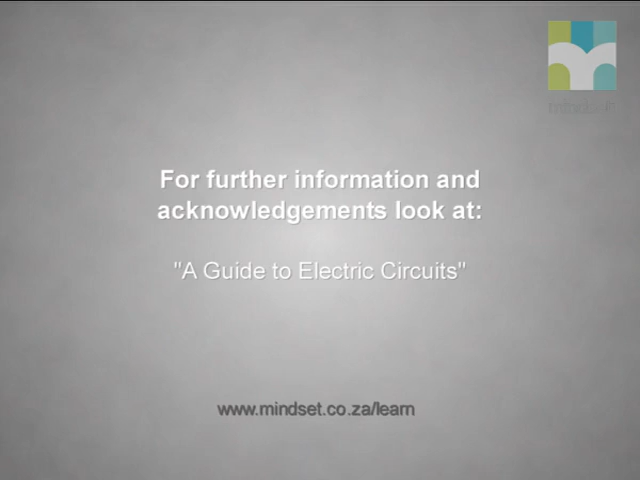 For further information and
acknowledgements look at:
"A Guide to Electric Circuits"
www.mindset.co.za/learn